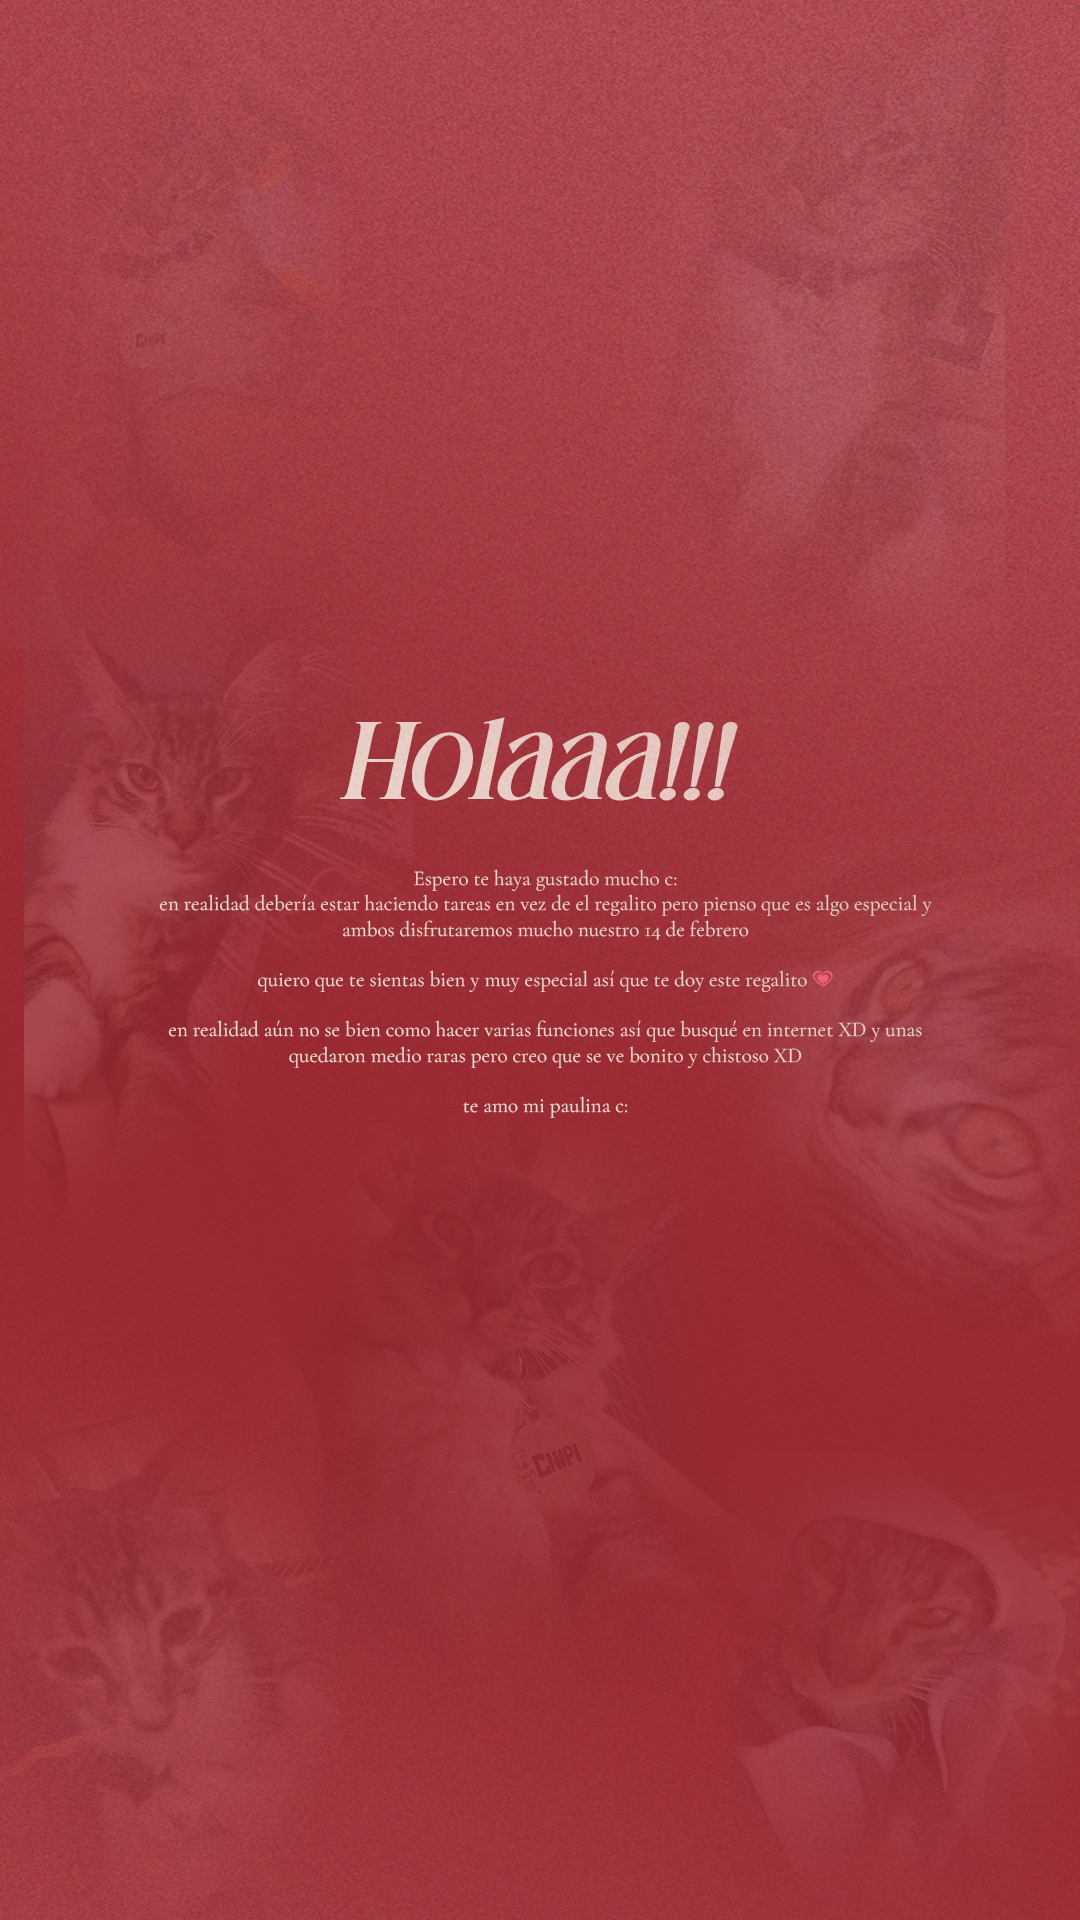 CHIPI
Holaaa!!!
Espero te haya gustado mucho c:
en realidad debería estar haciendo tareas en vez de el regalito pero pienso que es algo especial y
ambos disfrutaremos mucho nuestro 14 de febrero
quiero que te sientas bien y muy especial así que te doy este regalito 💗
en realidad aún no se bien como hacer varias funciones así que busqué en internet XD y unas
quedaron medio raras pero creo que se ve bonito y chistoso XD
te amo mi paulina c:
CHIPI